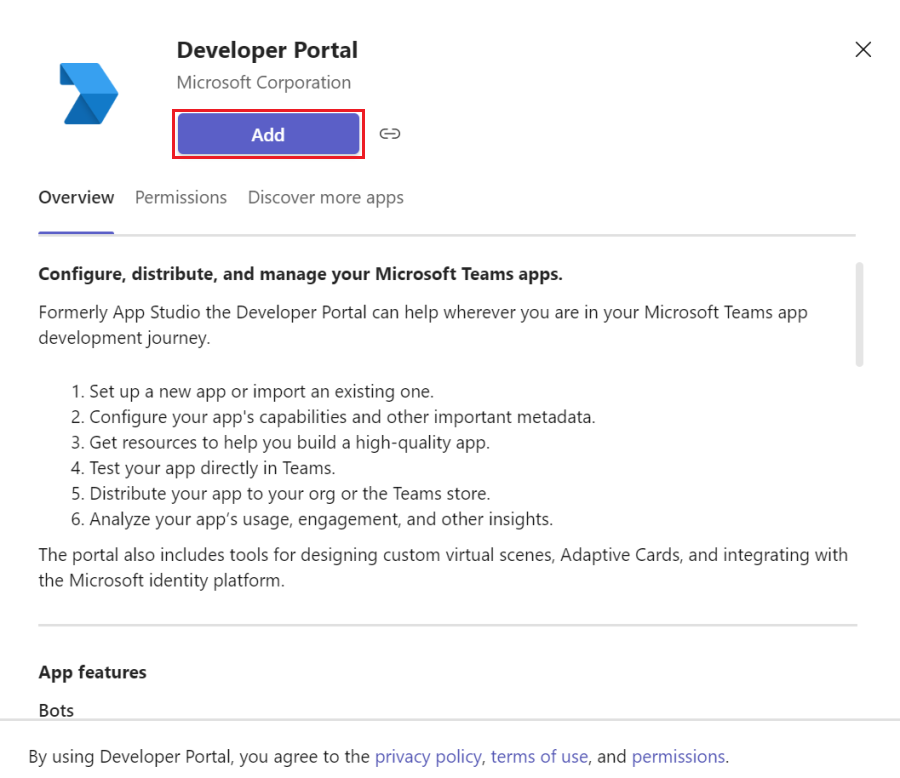 Developer Portal
Microsoft Corporation
Add
Overview Permissions Discover more apps
Configure, distribute, and manage your Microsoft Teams apps.
Formerly App Studio the Developer Portal can help wherever you are in your Microsoft Teams app
development journey.
1. Set up a new app or import an existing one.
2. Configure your app's capabilities and other important metadata.
3. Get resources to help you build a high-quality app.
4. Test your app directly in Teams.
5. Distribute your app to your org or the Teams store.
6. Analyze your app’s usage, engagement, and other insights.
The portal also includes tools for designing custom virtual scenes, Adaptive Cards, and integrating with
the Microsoft identity platform.
App features
Bots
By using Developer Portal, you agree to the privacy policy, terms of use, and permissions.